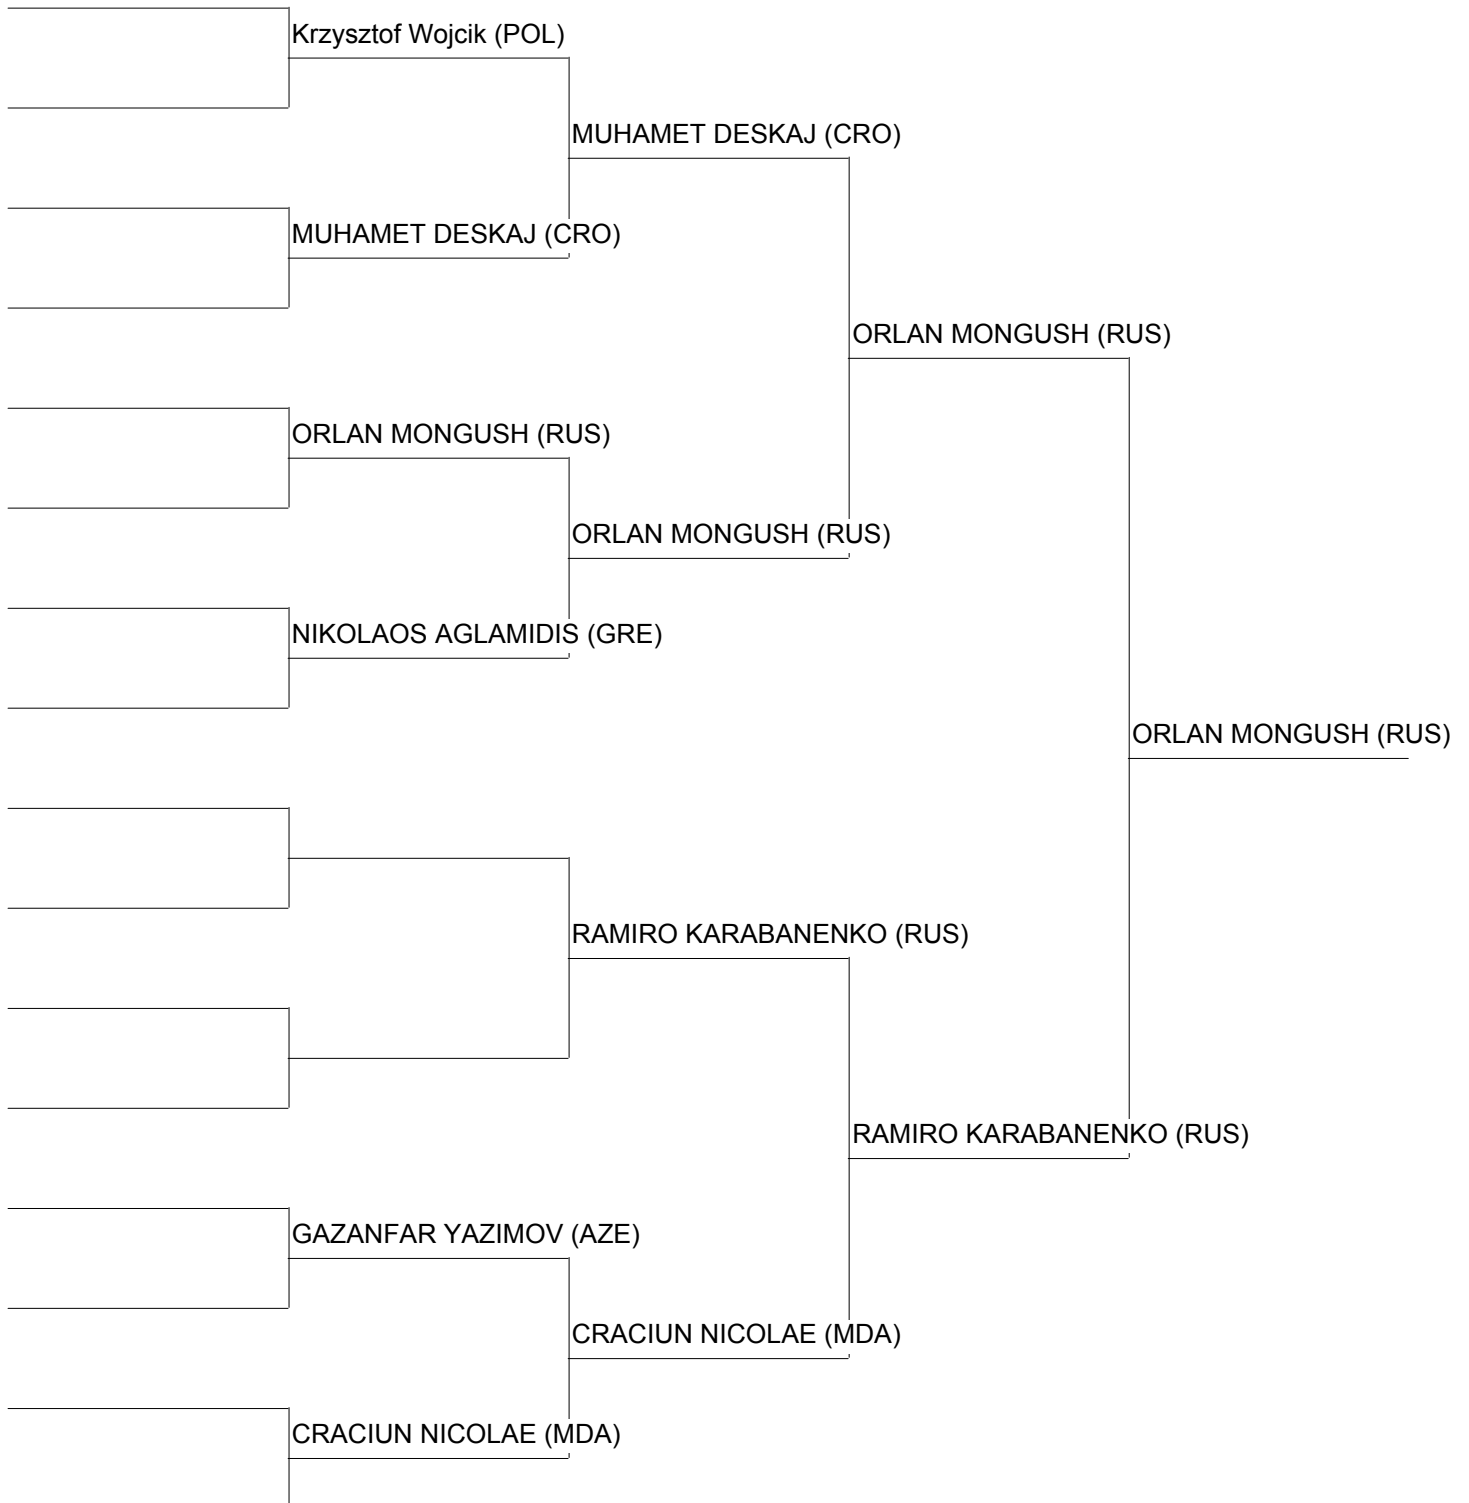 Krzysztof Wojcik (POL)
MUHAMET DESKAJ (CRO)
MUHAMET DESKAJ (CRO)
ORLAN MONGUSH (RUS)
ORLAN MONGUSH (RUS)
ORLAN MONGUSH (RUS)
NIKOLAOS AGLAMIDIS (GRE)
ORLAN MONGUSH (RUS)
RAMIRO KARABANENKO (RUS)
RAMIRO KARABANENKO (RUS)
GAZANFAR YAZIMOV (AZE)
CRACIUN NICOLAE (MDA)
CRACIUN NICOLAE (MDA)